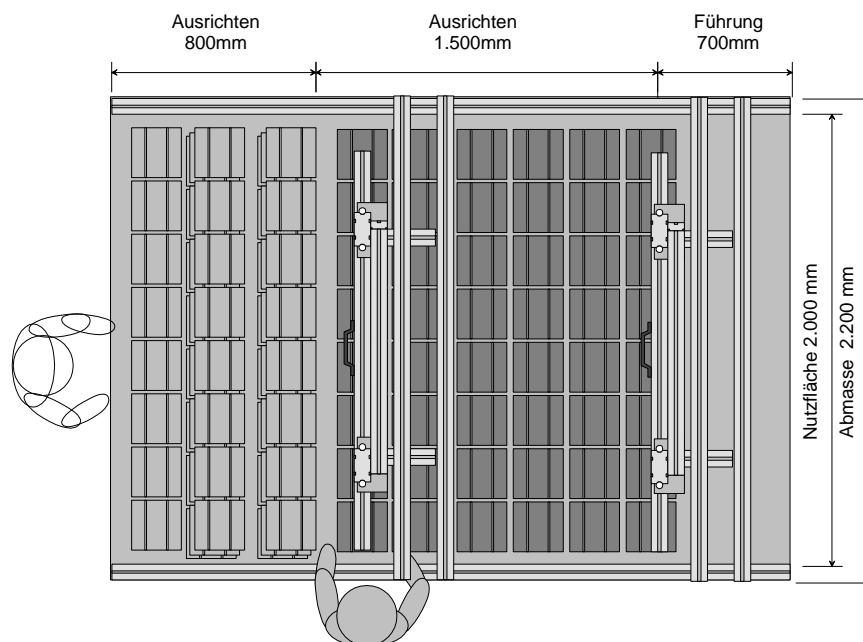 Ausrichten
800mm
Ausrichten
1.500mm
Führung
700mm
Nutzfläche 2.000 mm
Abmasse 2.200 mm